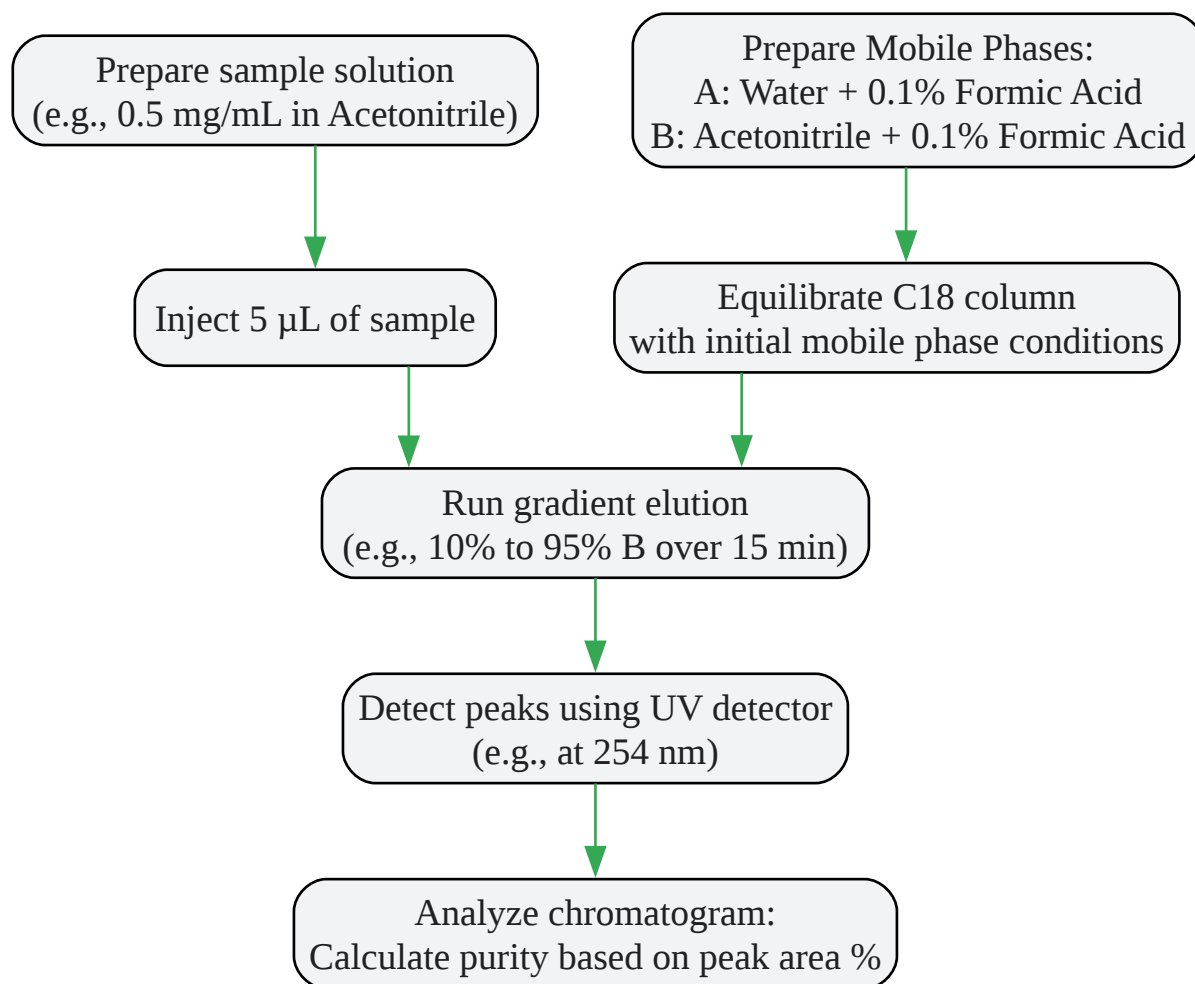 Prepare sample solution
(e.g., 0.5 mg/mL in Acetonitrile)
Prepare Mobile Phases:
A: Water + 0.1% Formic Acid
B: Acetonitrile + 0.1% Formic Acid
Inject 5 µL of sample
Equilibrate C18 column
with initial mobile phase conditions
Run gradient elution
(e.g., 10% to 95% B over 15 min)
Detect peaks using UV detector
(e.g., at 254 nm)
Analyze chromatogram:
Calculate purity based on peak area %